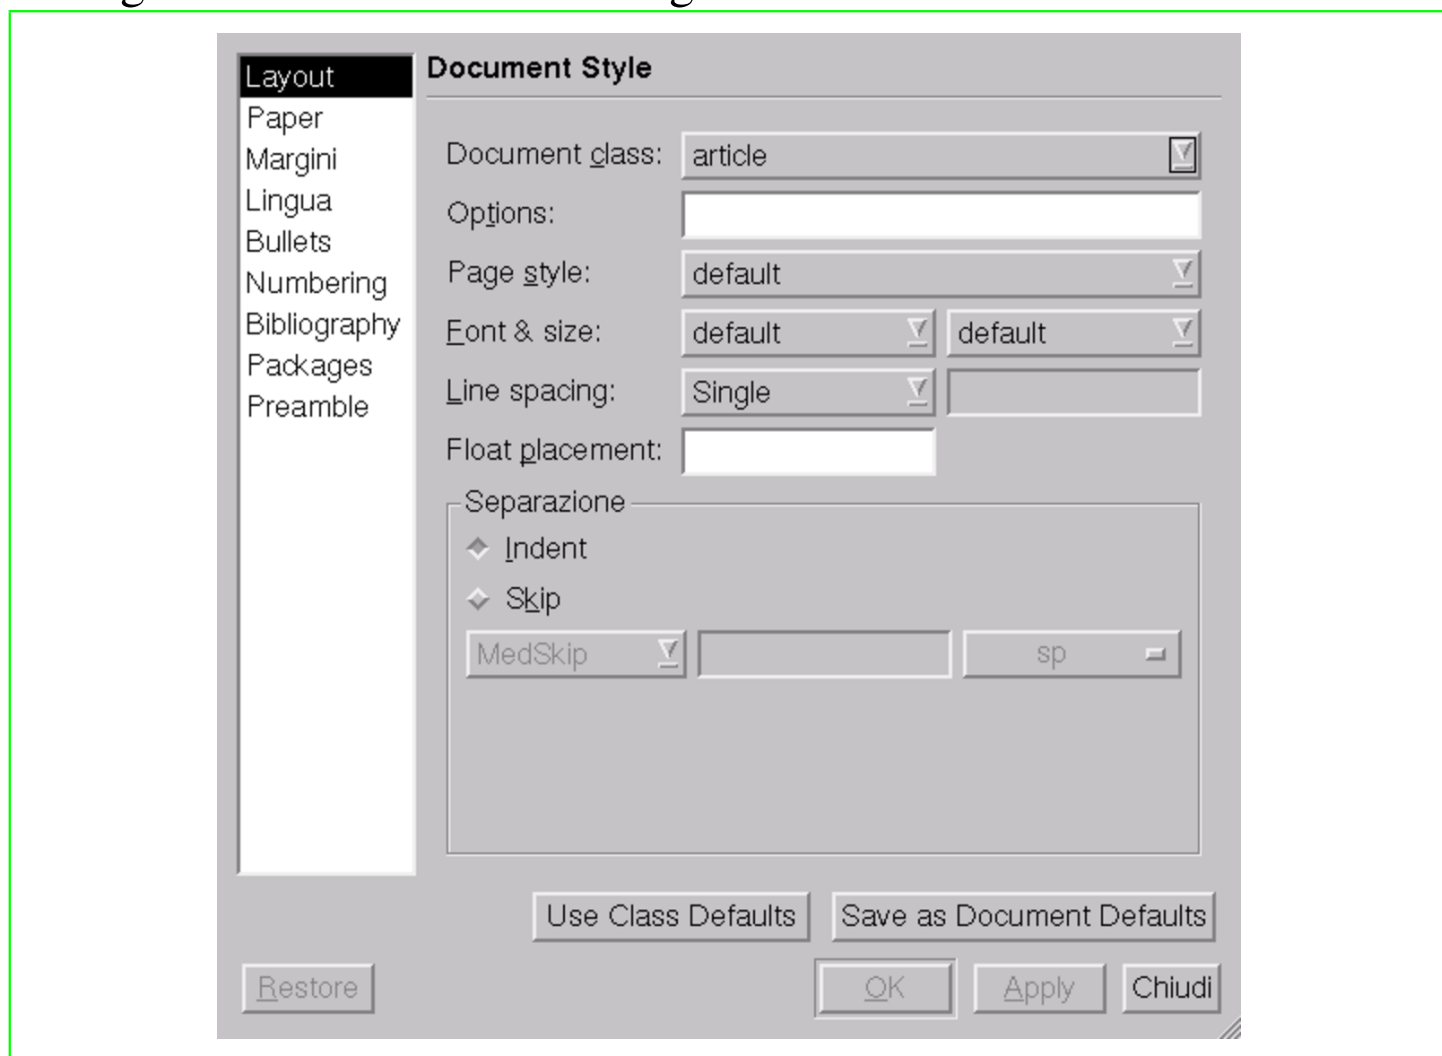 Layout
Paper
Margini
Lingua
Bullets
Numbering
Bibliography
Packages
Preamble
Document Style
Document class: article
Options:
Page style: default
Font & size: default default
Line spacing: Single
Float placement:
Separazione
Indent
Skip
MedSkip sp
Use Class Defaults Save as Document Defaults
Restore OK Apply Chiudi